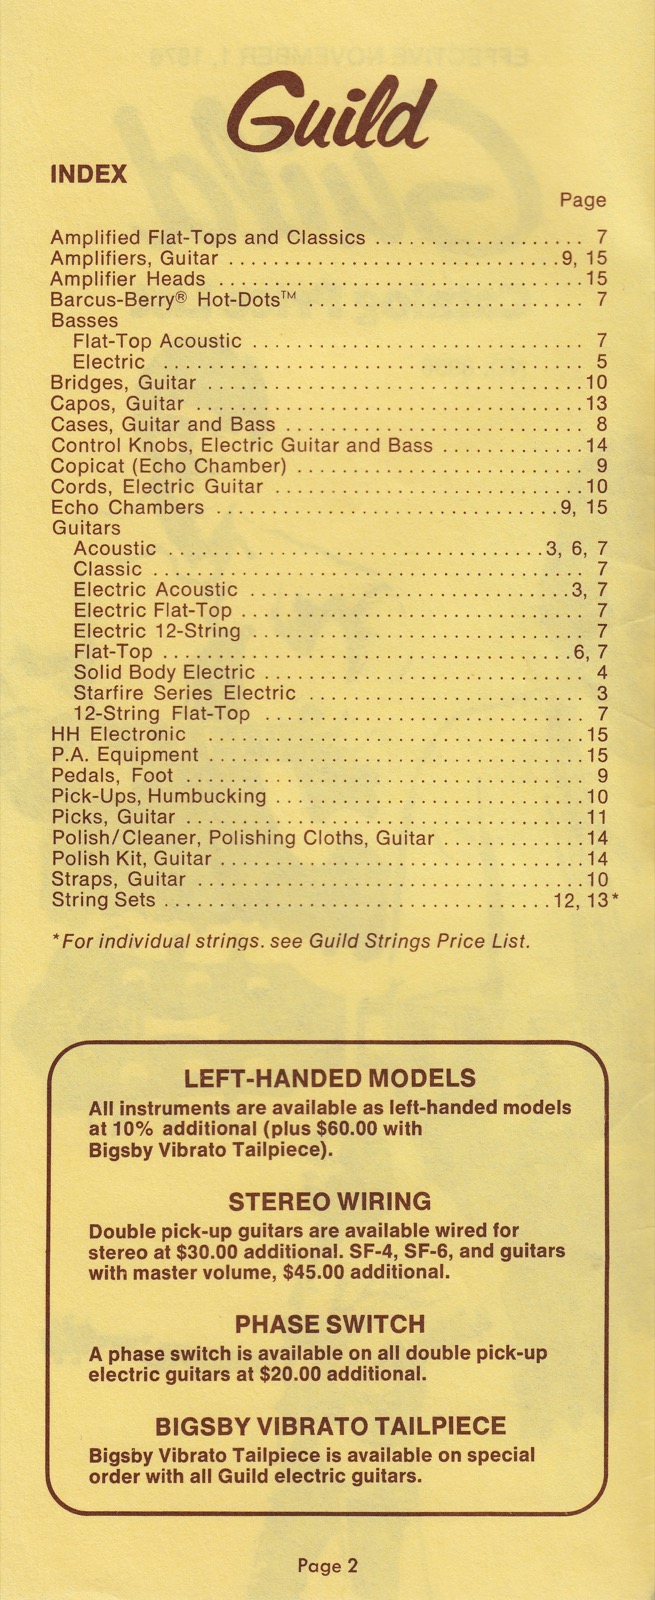 Guild
INDEX
Page
Amplified Flat-Tops and Classics . . . . . . . . . . . . . . . . . . . 7
Amplifiers, Guitar . . . . . . . . . . . . . . . . . . . . . . . . . . . . . 9, 15
Amplifier Heads . . . . . . . . . . . . . . . . . . . . . . . . . . . . . . . 15
Barcus-Berry® Hot-Dots™ . . . . . . . . . . . . . . . . . . . . . . . 7
Basses
Flat-Top Acoustic . . . . . . . . . . . . . . . . . . . . . . . . . . . . . 7
Electric . . . . . . . . . . . . . . . . . . . . . . . . . . . . . . . . . . . . 5
Bridges, Guitar . . . . . . . . . . . . . . . . . . . . . . . . . . . . . . . 10
Capos, Guitar . . . . . . . . . . . . . . . . . . . . . . . . . . . . . . . . 13
Cases, Guitar and Bass . . . . . . . . . . . . . . . . . . . . . . . . . 8
Control Knobs, Electric Guitar and Bass . . . . . . . . . . . . 14
Copicat (Echo Chamber) . . . . . . . . . . . . . . . . . . . . . . . . 9
Cords, Electric Guitar . . . . . . . . . . . . . . . . . . . . . . . . . . 10
Echo Chambers . . . . . . . . . . . . . . . . . . . . . . . . . . . . . . 9, 15
Guitars
Acoustic . . . . . . . . . . . . . . . . . . . . . . . . . . . . . . . . . 3, 6, 7
Classic . . . . . . . . . . . . . . . . . . . . . . . . . . . . . . . . . . . . . 7
Electric Acoustic . . . . . . . . . . . . . . . . . . . . . . . . . . . . 3, 7
Electric Flat-Top . . . . . . . . . . . . . . . . . . . . . . . . . . . . . . 7
Electric 12-String . . . . . . . . . . . . . . . . . . . . . . . . . . . . . 7
Flat-Top . . . . . . . . . . . . . . . . . . . . . . . . . . . . . . . . . . . 6, 7
Solid Body Electric . . . . . . . . . . . . . . . . . . . . . . . . . . . . 4
Starfire Series Electric . . . . . . . . . . . . . . . . . . . . . . . . . 3
12-String Flat-Top . . . . . . . . . . . . . . . . . . . . . . . . . . . . 7
HH Electronic . . . . . . . . . . . . . . . . . . . . . . . . . . . . . . . . 15
P.A. Equipment . . . . . . . . . . . . . . . . . . . . . . . . . . . . . . . 15
Pedals, Foot . . . . . . . . . . . . . . . . . . . . . . . . . . . . . . . . . 9
Pick-Ups, Humbucking . . . . . . . . . . . . . . . . . . . . . . . . . 10
Picks, Guitar . . . . . . . . . . . . . . . . . . . . . . . . . . . . . . . . . 11
Polish/Cleaner, Polishing Cloths, Guitar . . . . . . . . . . . . 14
Polish Kit, Guitar . . . . . . . . . . . . . . . . . . . . . . . . . . . . . . 14
Straps, Guitar . . . . . . . . . . . . . . . . . . . . . . . . . . . . . . . . 10
String Sets . . . . . . . . . . . . . . . . . . . . . . . . . . . . . . . . 12, 13*
*For individual strings. see Guild Strings Price List.
LEFT-HANDED MODELS
All instruments are available as left-handed models
at 10% additional (plus $60.00 with
Bigsby Vibrato Tailpiece).
STEREO WIRING
Double pick-up guitars are available wired for
stereo at $30.00 additional. SF-4, SF-6, and guitars
with master volume, $45.00 additional.
PHASE SWITCH
A phase switch is available on all double pick-up
electric guitars at $20.00 additional.
BIGSBY VIBRATO TAILPIECE
Bigsby Vibrato Tailpiece is available on special
order with all Guild electric guitars.
Page 2